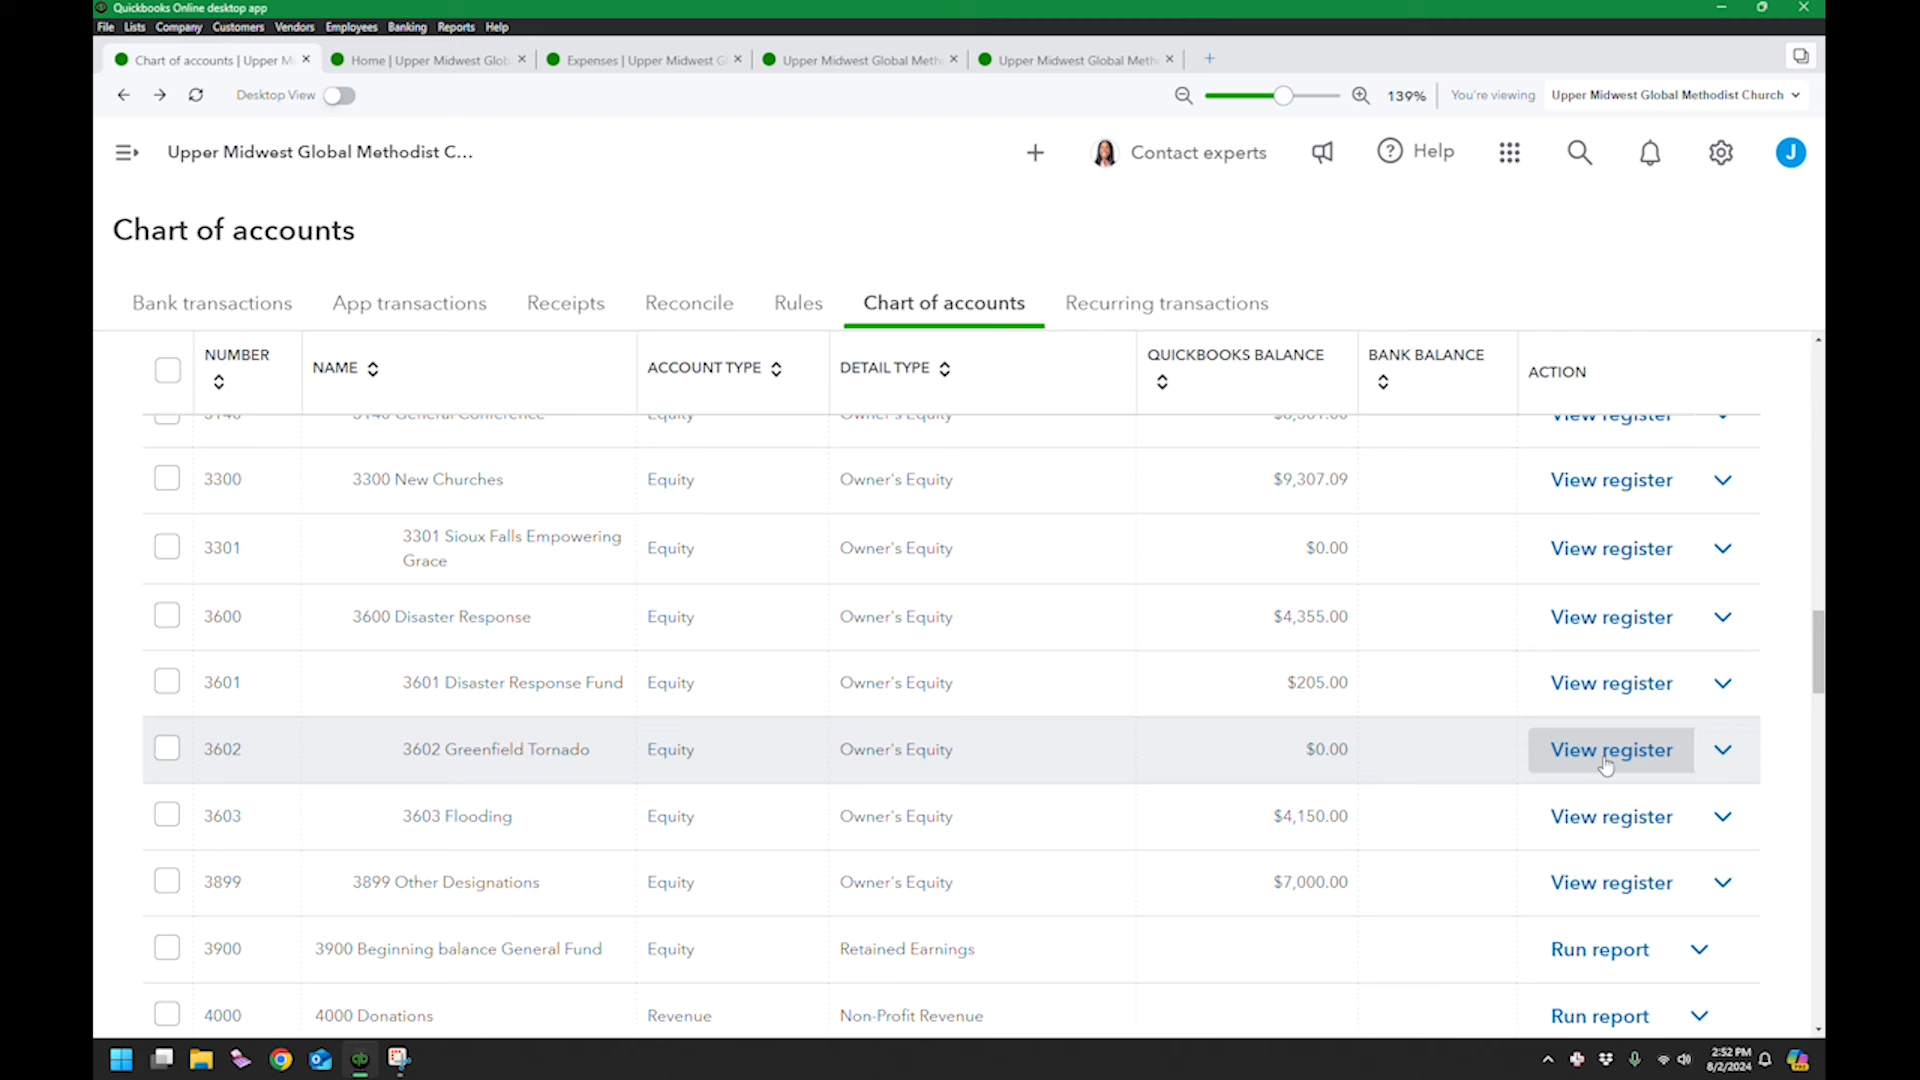 Quickbooks Online desktop app
File Lists Company Customers Vendors Employees Banking Reports Help
Chart of accounts | Upper M
Home | Upper Midwest Glob
Expenses | Upper Midwest G
Upper Midwest Global Meth
Upper Midwest Global Meth
Desktop View
139%
You're viewing
Upper Midwest Global Methodist Church
Upper Midwest Global Methodist C...
Contact experts
Help
J
Chart of accounts
Bank transactions App transactions Receipts Reconcile Rules Chart of accounts Recurring transactions
NUMBER NAME ACCOUNT TYPE DETAIL TYPE QUICKBOOKS BALANCE BANK BALANCE ACTION
3140 General Conference Equity Owner's Equity View register
3300 3300 New Churches Equity Owner's Equity $9,307.09 View register
3301 3301 Sioux Falls Empowering Grace Equity Owner's Equity $0.00 View register
3600 3600 Disaster Response Equity Owner's Equity $4,355.00 View register
3601 3601 Disaster Response Fund Equity Owner's Equity $205.00 View register
3602 3602 Greenfield Tornado Equity Owner's Equity $0.00 View register
3603 3603 Flooding Equity Owner's Equity $4,150.00 View register
3899 3899 Other Designations Equity Owner's Equity $7,000.00 View register
3900 3900 Beginning balance General Fund Equity Retained Earnings Run report
4000 4000 Donations Revenue Non-Profit Revenue Run report
2:52 PM
8/2/2024